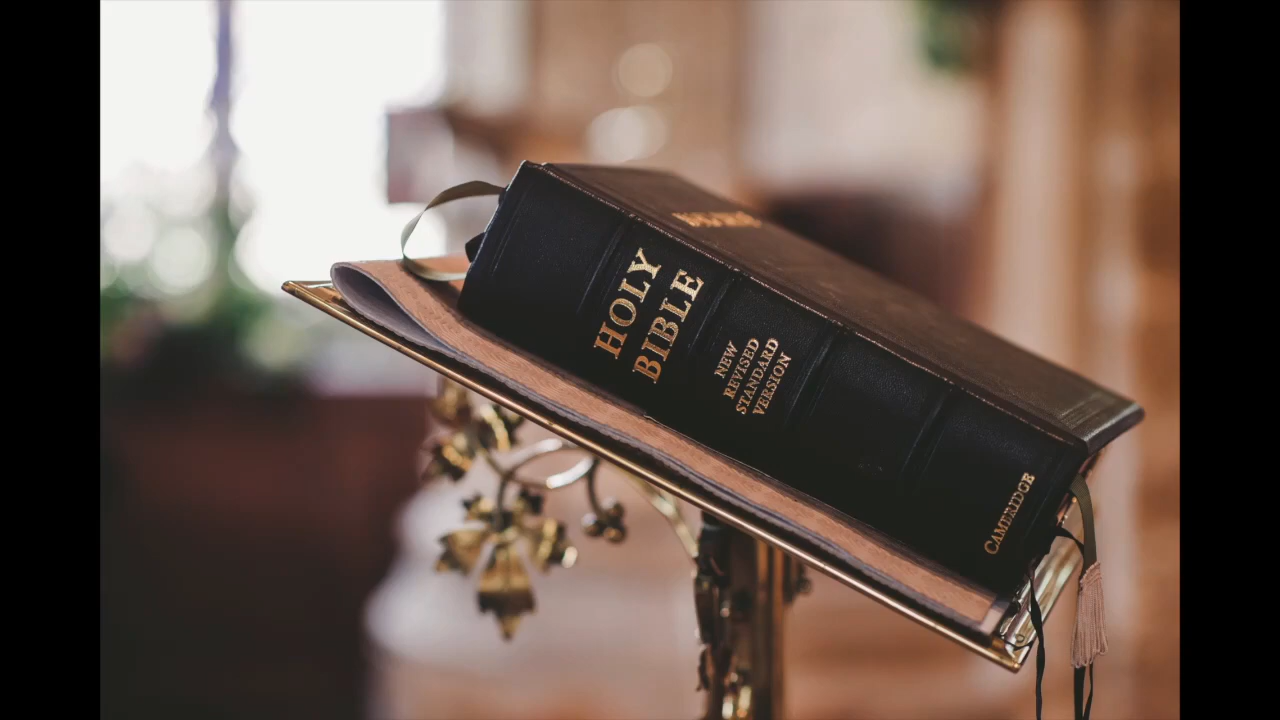 HOLY
BIBLE
NEW
REVISED
STANDARD
VERSION
CAMBRIDGE